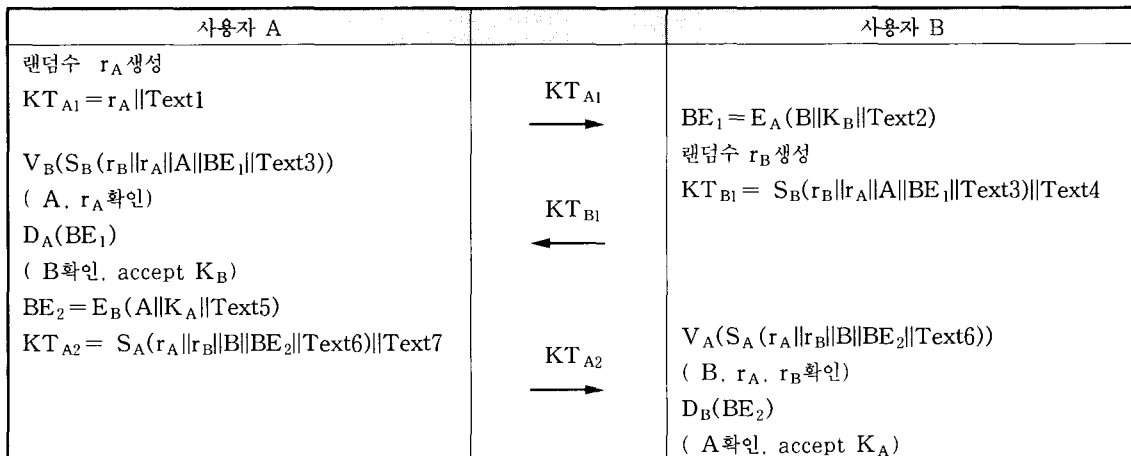 사용자 A
사용자 B
랜덤수 r_A생성
KT_A1=r_A||Text1
V_B(S_B(r_B||r_A||A||BE_1||Text3))
( A, r_A확인)
D_A(BE_1)
( B확인, accept K_B)
BE_2=E_B(A||K_A||Text5)
KT_A2= S_A(r_A||r_B||B||BE_2||Text6)||Text7
KT_A1
KT_B1
KT_A2
BE_1=E_A(B||K_B||Text2)
랜덤수 r_B생성
KT_B1= S_B(r_B||r_A||A||BE_1||Text3)||Text4
V_A(S_A(r_A||r_B||B||BE_2||Text6))
( B, r_A, r_B확인)
D_B(BE_2)
( A확인, accept K_A)